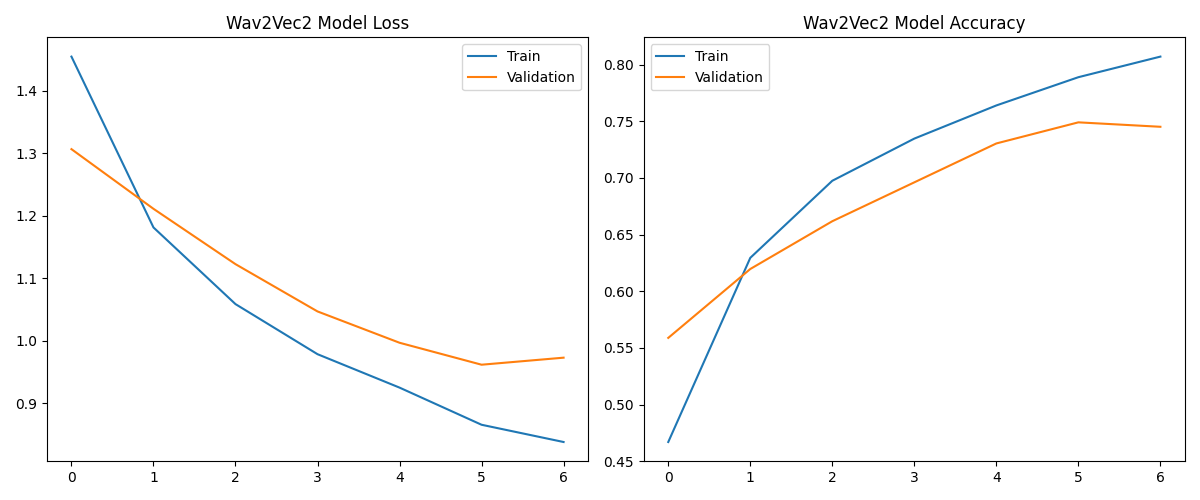 Wav2Vec2 Model Loss
Train
Validation
1.4
1.3
1.2
1.1
1.0
0.9
0 1 2 3 4 5 6
Wav2Vec2 Model Accuracy
Train
Validation
0.80
0.75
0.70
0.65
0.60
0.55
0.50
0.45
0 1 2 3 4 5 6